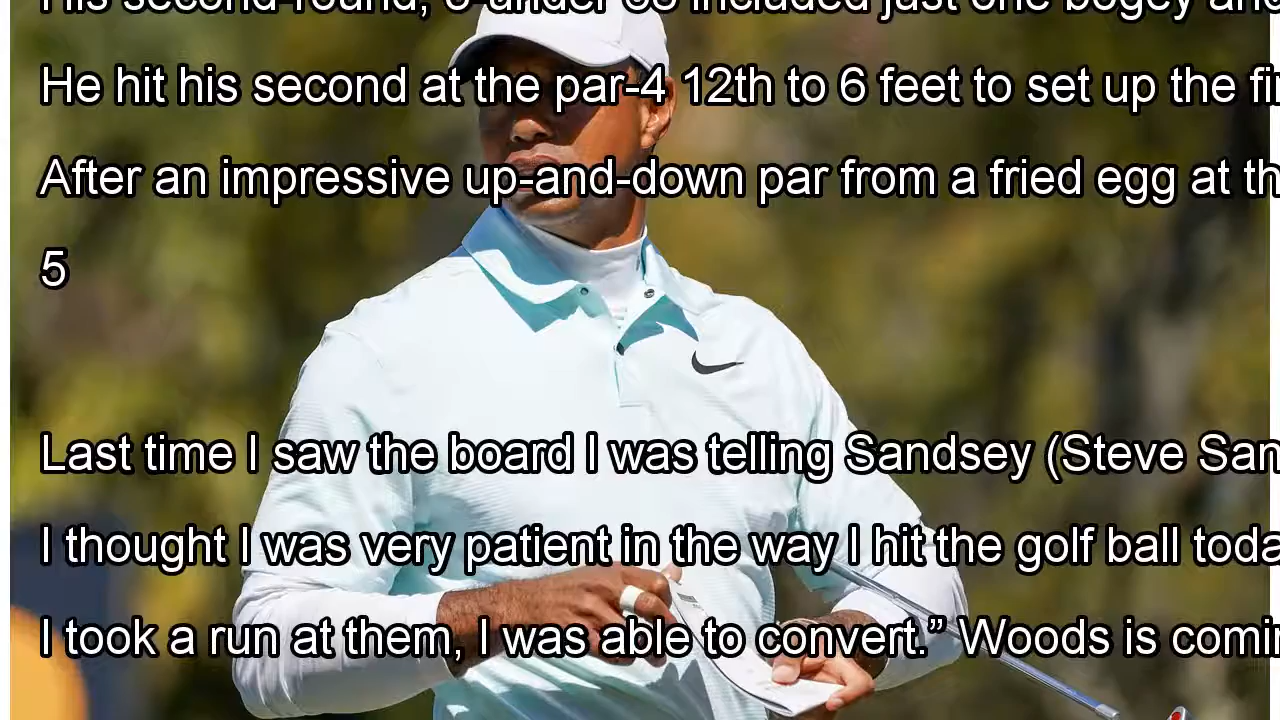 He hit his second at the par-4 12th to 6 feet to set up the
After an impressive up-and-down par from a fried egg at
5
Last time I saw the board I was telling Sandsey (Steve
I thought I was very patient in the way I hit the golf ball
I took a run at them, I was able to convert.” Woods is